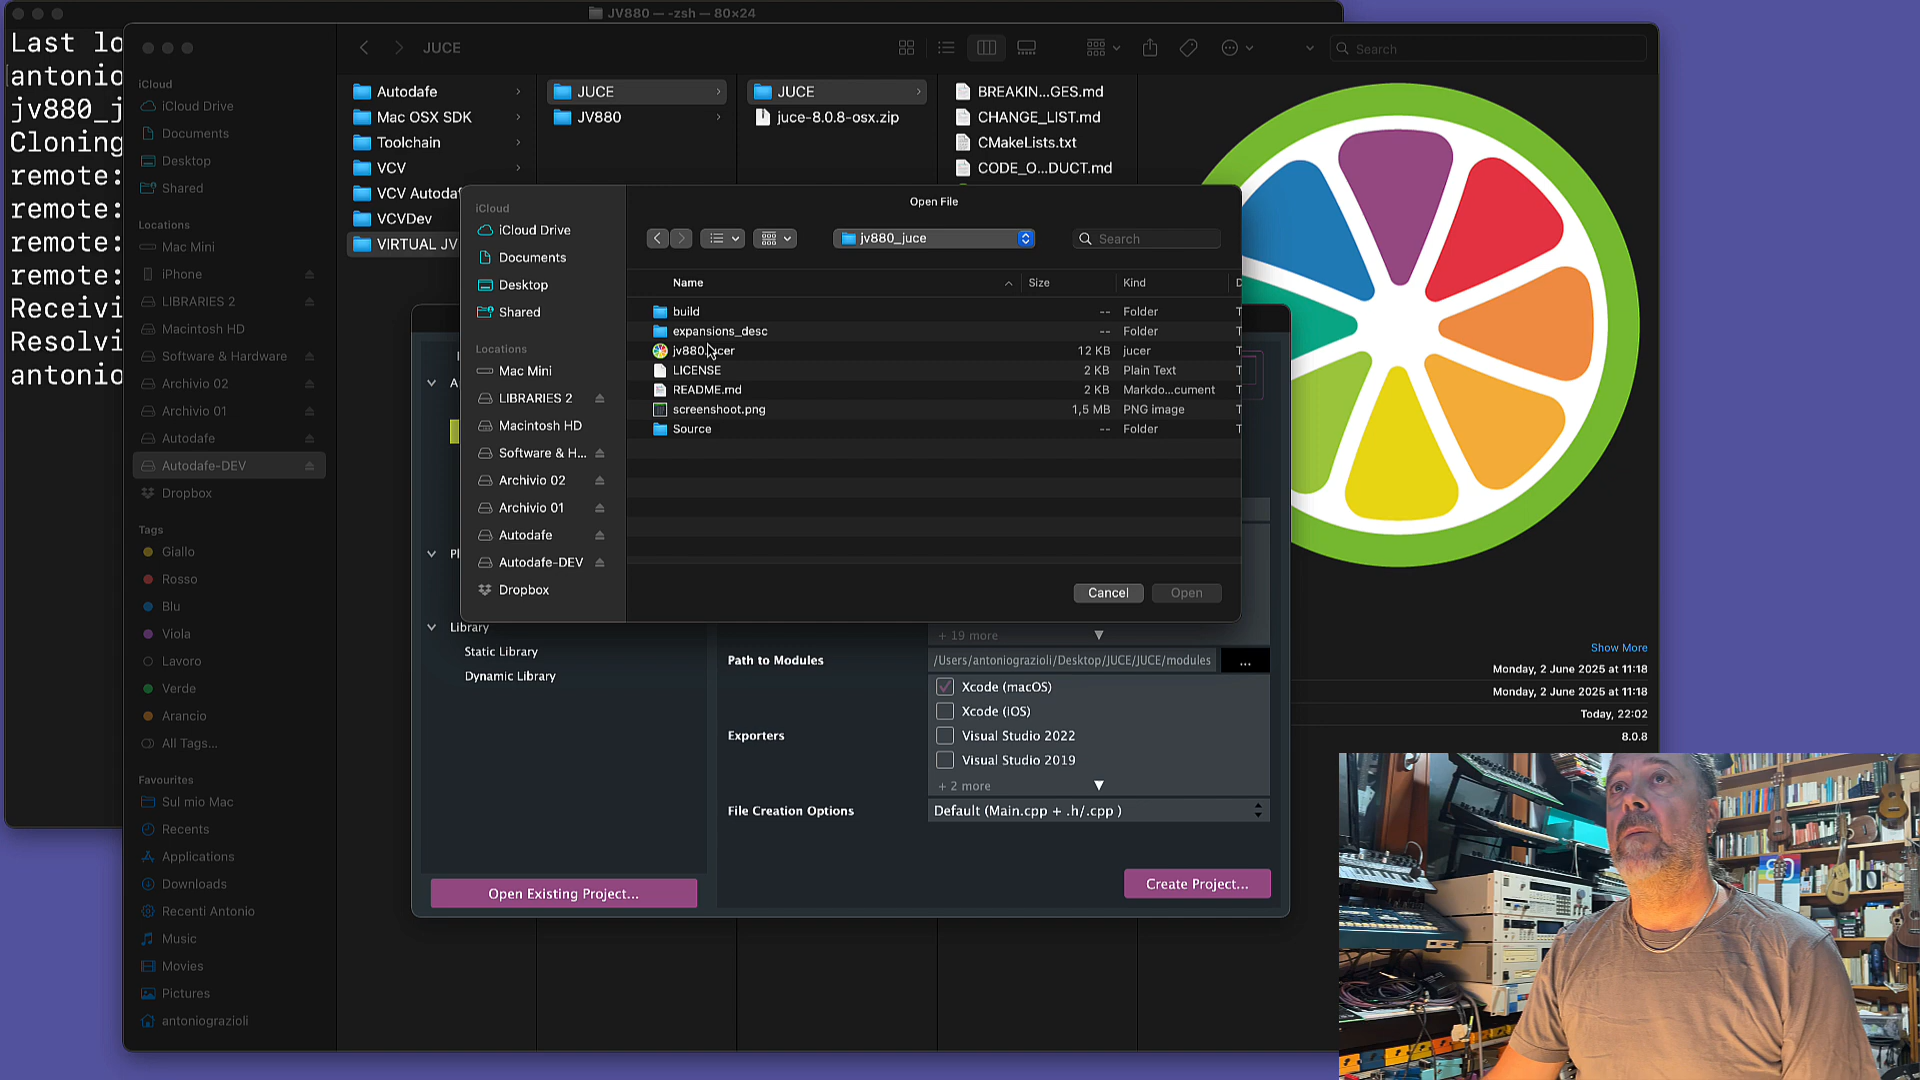 JV880 — -zsh — 80×24
Last lo
antonio
jv880_j
Cloning
remote:
remote:
remote:
remote:
Receivi
Resolvi
antonio
JUCE
Search
iCloud
iCloud Drive
Documents
Desktop
Shared
Locations
Mac Mini
iPhone
LIBRARIES 2
Macintosh HD
Software & Hardware
Archivio 02
Archivio 01
Autodafe
Autodafe-DEV
Dropbox
Tags
Giallo
Rosso
Blu
Viola
Lavoro
Verde
Arancio
All Tags...
Favourites
Sul mio Mac
Recents
Applications
Downloads
Recenti Antonio
Music
Movies
Pictures
antoniograzioli
Autodafe
Mac OSX SDK
Toolchain
VCV
VCV Autodaf
VCVDev
VIRTUAL JV
JUCE
JV880
JUCE
juce-8.0.8-osx.zip
BREAKIN...GES.md
CHANGE_LIST.md
CMakeLists.txt
CODE_O...DUCT.md
Open File
iCloud
iCloud Drive
Documents
Desktop
Shared
Locations
Mac Mini
LIBRARIES 2
Macintosh HD
Software & H...
Archivio 02
Archivio 01
Autodafe
Autodafe-DEV
Dropbox
jv880_juce
Search
Name Size Kind D
build -- Folder T
expansions_desc -- Folder T
jv880.jucer 12 KB jucer T
LICENSE 2 KB Plain Text T
README.md 2 KB Markdo...cument T
screenshoot.png 1,5 MB PNG image T
Source -- Folder T
Cancel
Open
A
Pl
Library
Static Library
Dynamic Library
Open Existing Project...
+ 19 more
Path to Modules
/Users/antoniograzioli/Desktop/JUCE/JUCE/modules
...
Exporters
Xcode (macOS)
Xcode (iOS)
Visual Studio 2022
Visual Studio 2019
+ 2 more
File Creation Options
Default (Main.cpp + .h/.cpp )
Create Project...
Show More
Monday, 2 June 2025 at 11:18
Monday, 2 June 2025 at 11:18
Today, 22:02
8.0.8